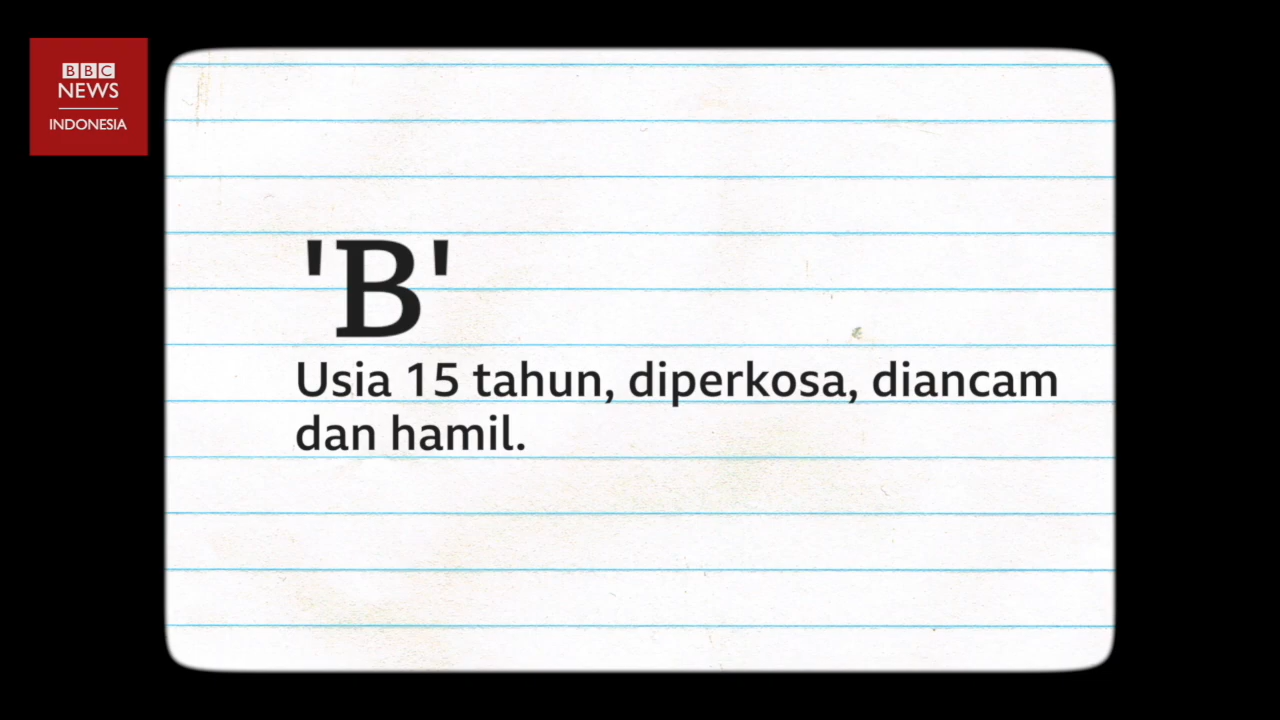 BBC
NEWS
INDONESIA
'B'
Usia 15 tahun, diperkosa, diancam
dan hamil.